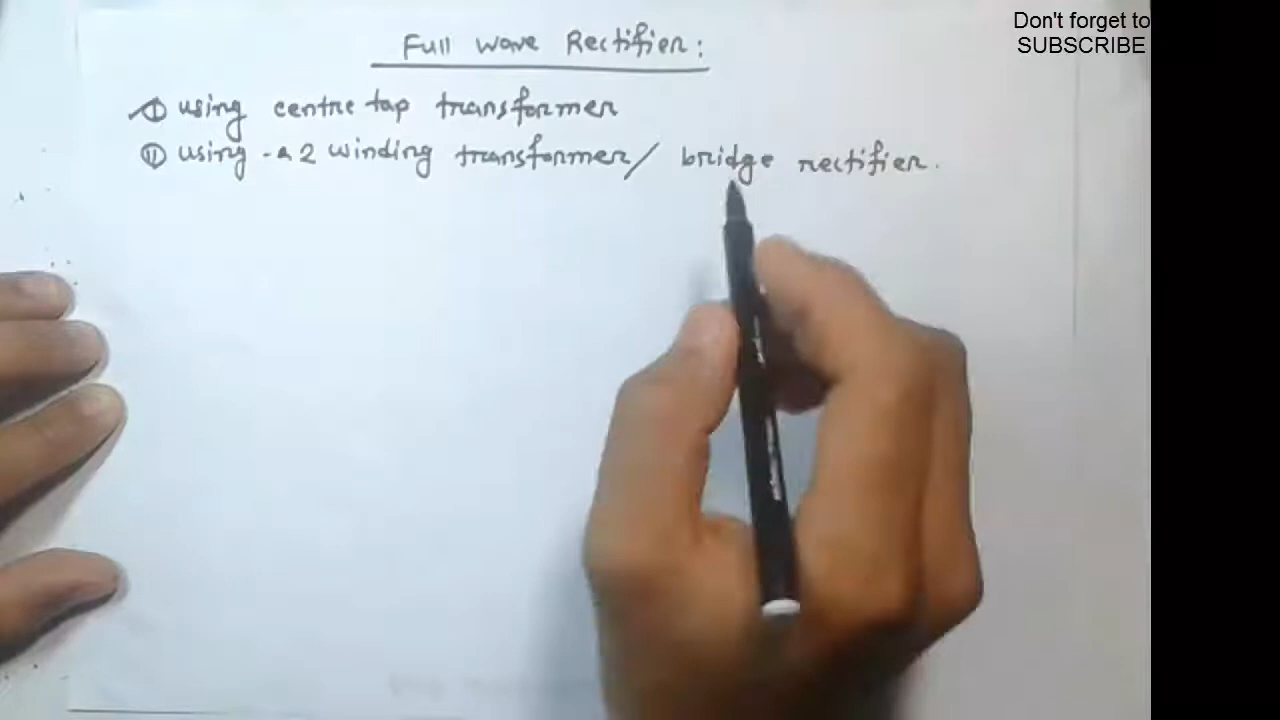 Don't forget to
SUBSCRIBE
Full Wave Rectifier:
① using centre tap transformer
② using a 2 winding transformer/ bridge rectifier.